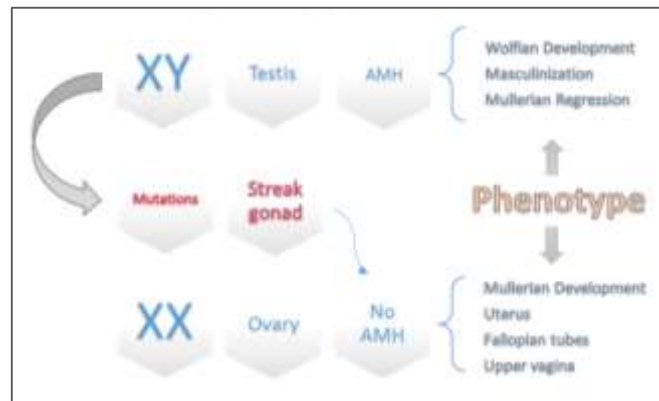 XY
Testis
AMH
Wolfian Development
Masculinization
Mullerian Regression
Mutations
Streak
gonad
Phenotype
XX
Ovary
No
AMH
Mullerian Development
Utarus
Fallopian tubes
Upper vagina